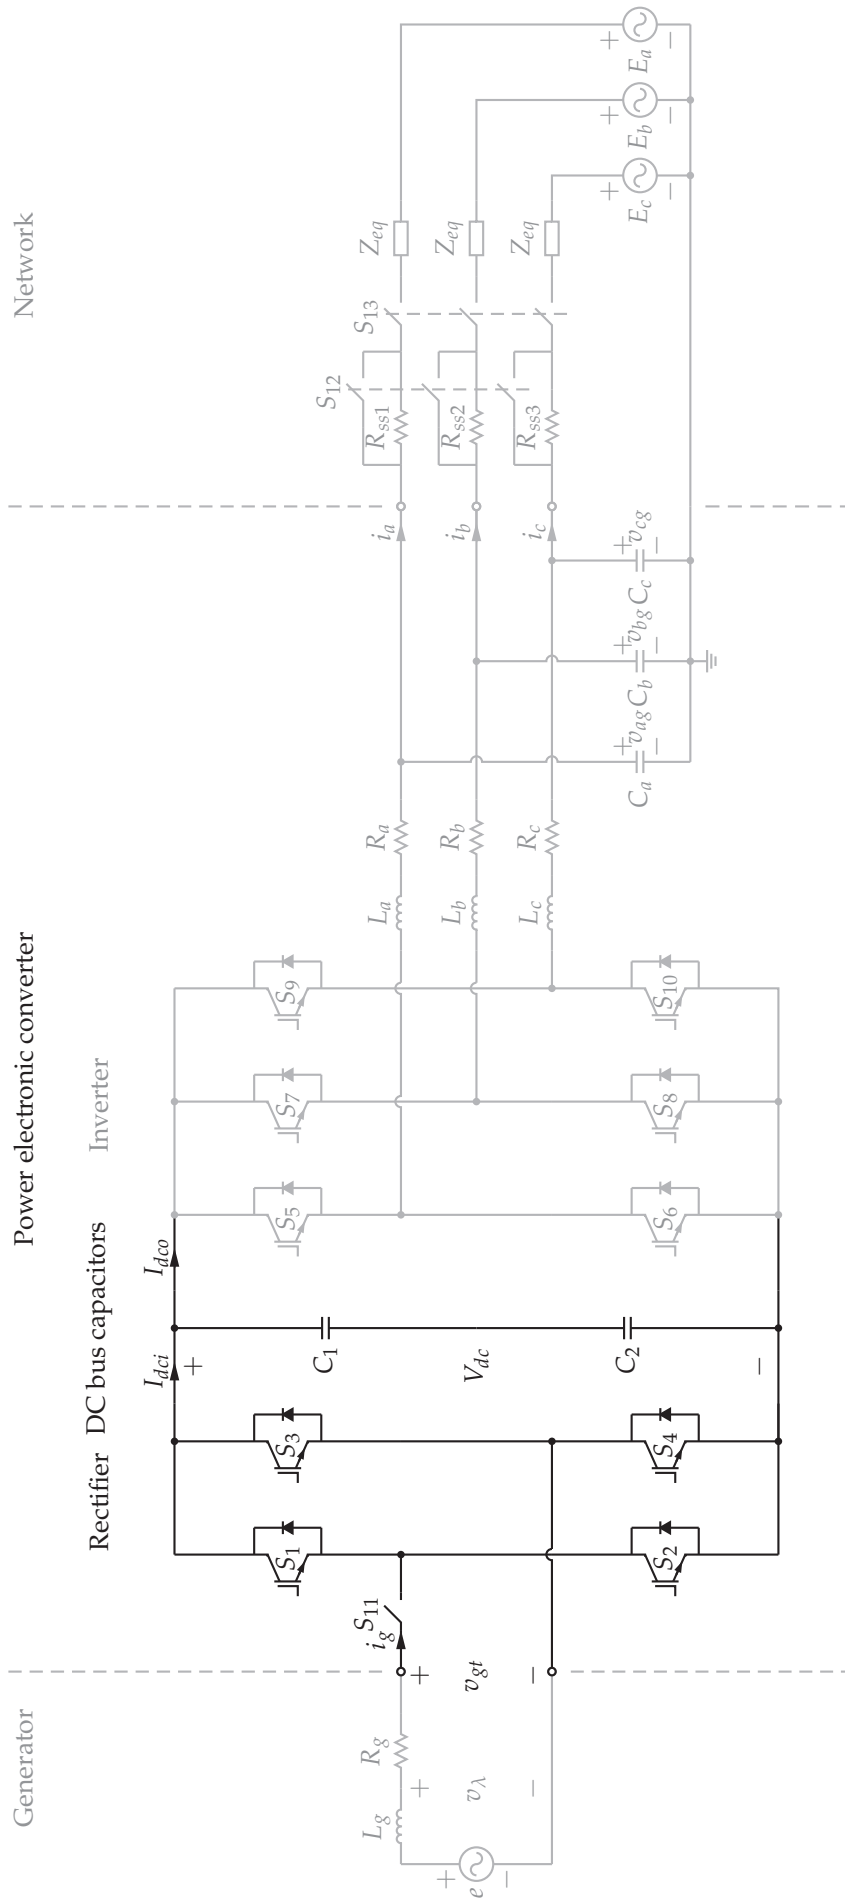 Generator
Power electronic converter
Network
Rectifier
DC bus capacitors
Inverter
I_dci
I_dco
+
−
S_1
S_3
S_5
S_7
S_9
C_1
V_dc
C_2
S_2
S_4
S_6
S_8
S_10
e
+
−
L_g
R_g
+
v_λ
−
+
v_gt
−
i_g
S_11
L_a
R_a
L_b
R_b
L_c
R_c
C_a
+
v_ag
−
C_b
+
v_bg
−
C_c
+
v_cg
−
i_a
i_b
i_c
S_12
R_ss1
R_ss2
R_ss3
S_13
Z_eq
Z_eq
Z_eq
+
E_c
−
+
E_b
−
+
E_a
−